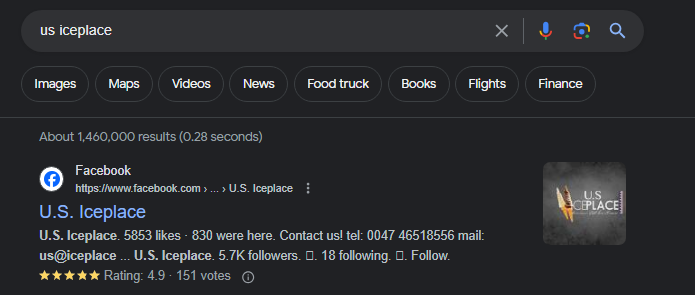 us iceplace
Images Maps Videos News Food truck Books Flights Finance
About 1,460,000 results (0.28 seconds)
Facebook
https://www.facebook.com › ... › U.S. Iceplace
U.S. Iceplace
U.S. Iceplace. 5853 likes · 830 were here. Contact us! tel: 0047 46518556 mail:
us@iceplace ... U.S. Iceplace. 5.7K followers. . 18 following. . Follow.
Rating: 4.9 · 151 votes
U.S
ICEPLACE